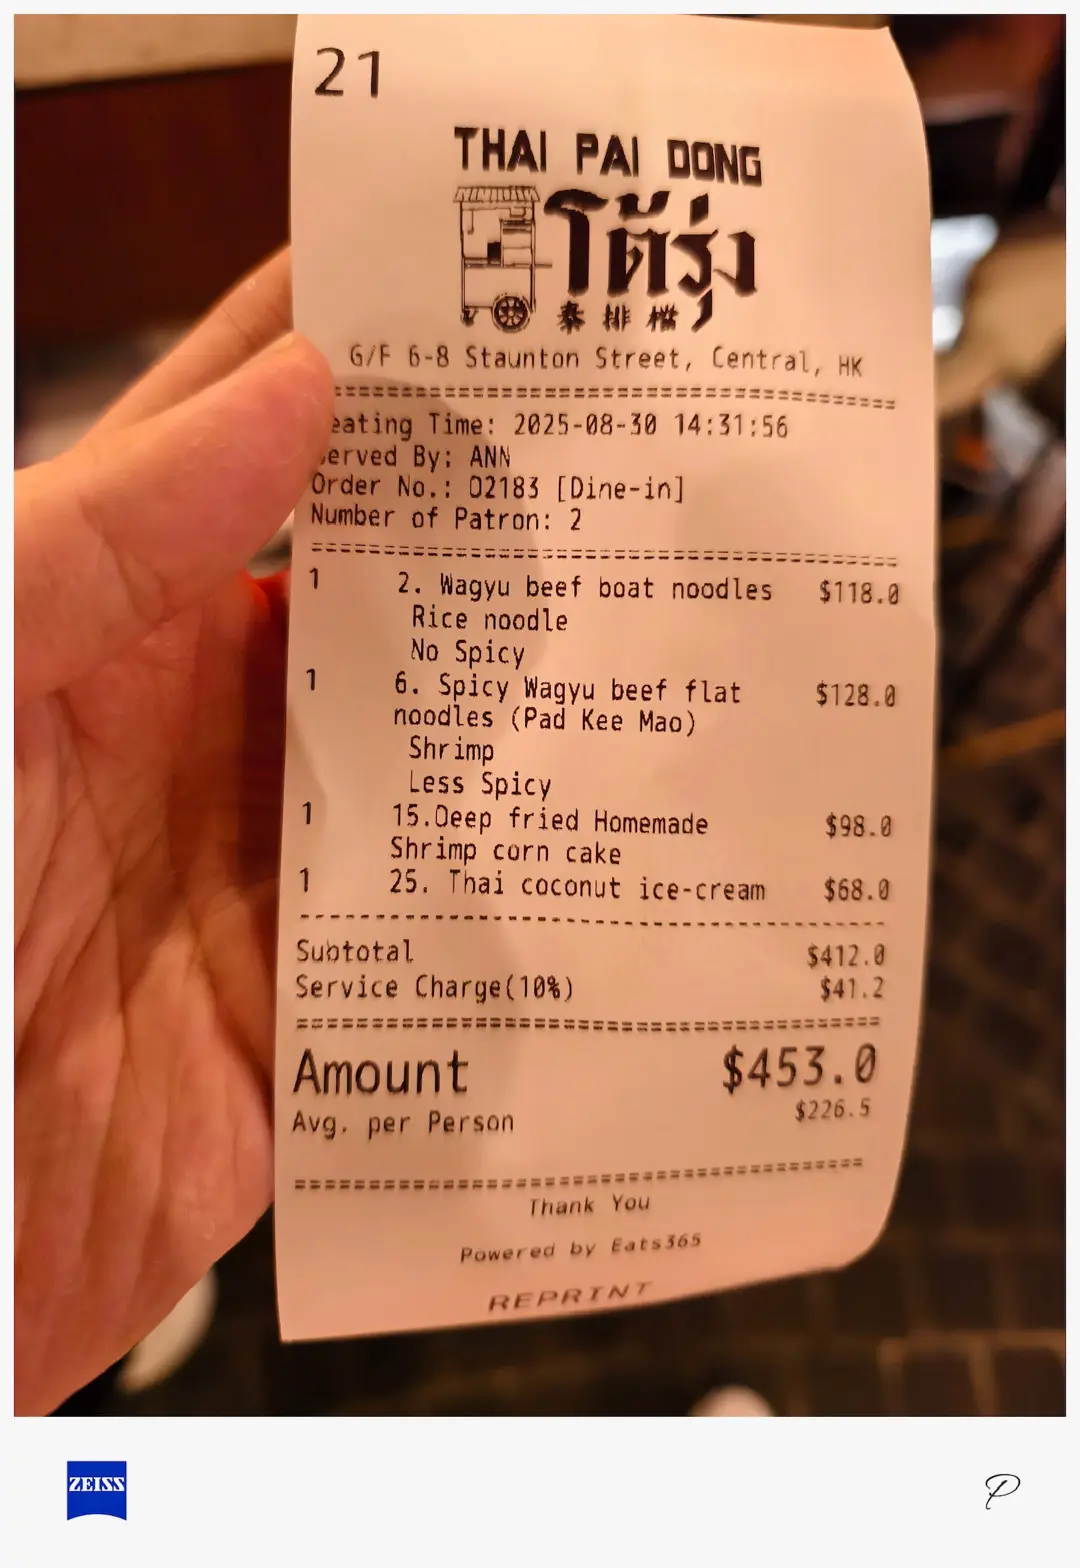 21
THAI PAI DONG
โต้รุ่ง
泰排檔
G/F 6-8 Staunton Street, Central, HK
eating Time: 2025-08-30 14:31:56
erved By: ANN
Order No.: 02183 [Dine-in]
Number of Patron: 2
1 2. Wagyu beef boat noodles $118.0
Rice noodle
No Spicy
1 6. Spicy Wagyu beef flat $128.0
noodles (Pad Kee Mao)
Shrimp
Less Spicy
1 15.Deep fried Homemade $98.0
Shrimp corn cake
1 25. Thai coconut ice-cream $68.0
Subtotal $412.0
Service Charge(10%) $41.2
Amount $453.0
Avg. per Person $226.5
Thank You
Powered by Eats365
REPRINT
ZEISS
P